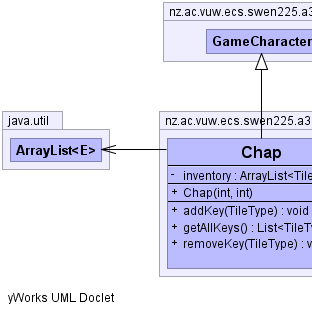 nz.ac.vuw.ecs.swen225.a3
GameCharacter
java.util
ArrayList<E>
nz.ac.vuw.ecs.swen225.a3
Chap
- inventory : ArrayList<Til
+ Chap(int, int)
+ addKey(TileType) : void
+ getAllKeys() : List<TileT
+ removeKey(TileType) : v
yWorks UML Doclet